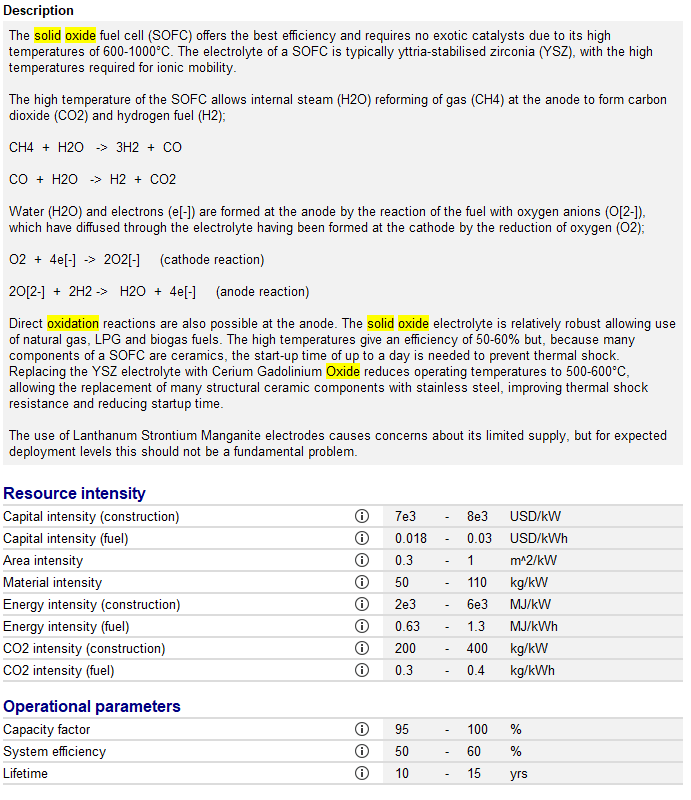 Description
The solid oxide fuel cell (SOFC) offers the best efficiency and requires no exotic catalysts due to its high
temperatures of 600-1000°C. The electrolyte of a SOFC is typically yttria-stabilised zirconia (YSZ), with the high
temperatures required for ionic mobility.
The high temperature of the SOFC allows internal steam (H2O) reforming of gas (CH4) at the anode to form carbon
dioxide (CO2) and hydrogen fuel (H2);
CH4 + H2O -> 3H2 + CO
CO + H2O -> H2 + CO2
Water (H2O) and electrons (e[-]) are formed at the anode by the reaction of the fuel with oxygen anions (O[2-]),
which have diffused through the electrolyte having been formed at the cathode by the reduction of oxygen (O2);
O2 + 4e[-] -> 2O2[-] (cathode reaction)
2O[2-] + 2H2 -> H2O + 4e[-] (anode reaction)
Direct oxidation reactions are also possible at the anode. The solid oxide electrolyte is relatively robust allowing use
of natural gas, LPG and biogas fuels. The high temperatures give an efficiency of 50-60% but, because many
components of a SOFC are ceramics, the start-up time of up to a day is needed to prevent thermal shock.
Replacing the YSZ electrolyte with Cerium Gadolinium Oxide reduces operating temperatures to 500-600°C,
allowing the replacement of many structural ceramic components with stainless steel, improving thermal shock
resistance and reducing startup time.
The use of Lanthanum Strontium Manganite electrodes causes concerns about its limited supply, but for expected
deployment levels this should not be a fundamental problem.
Resource intensity
Capital intensity (construction) 7e3 - 8e3 USD/kW
Capital intensity (fuel) 0.018 - 0.03 USD/kWh
Area intensity 0.3 - 1 m^2/kW
Material intensity 50 - 110 kg/kW
Energy intensity (construction) 2e3 - 6e3 MJ/kW
Energy intensity (fuel) 0.63 - 1.3 MJ/kWh
CO2 intensity (construction) 200 - 400 kg/kW
CO2 intensity (fuel) 0.3 - 0.4 kg/kWh
Operational parameters
Capacity factor 95 - 100 %
System efficiency 50 - 60 %
Lifetime 10 - 15 yrs